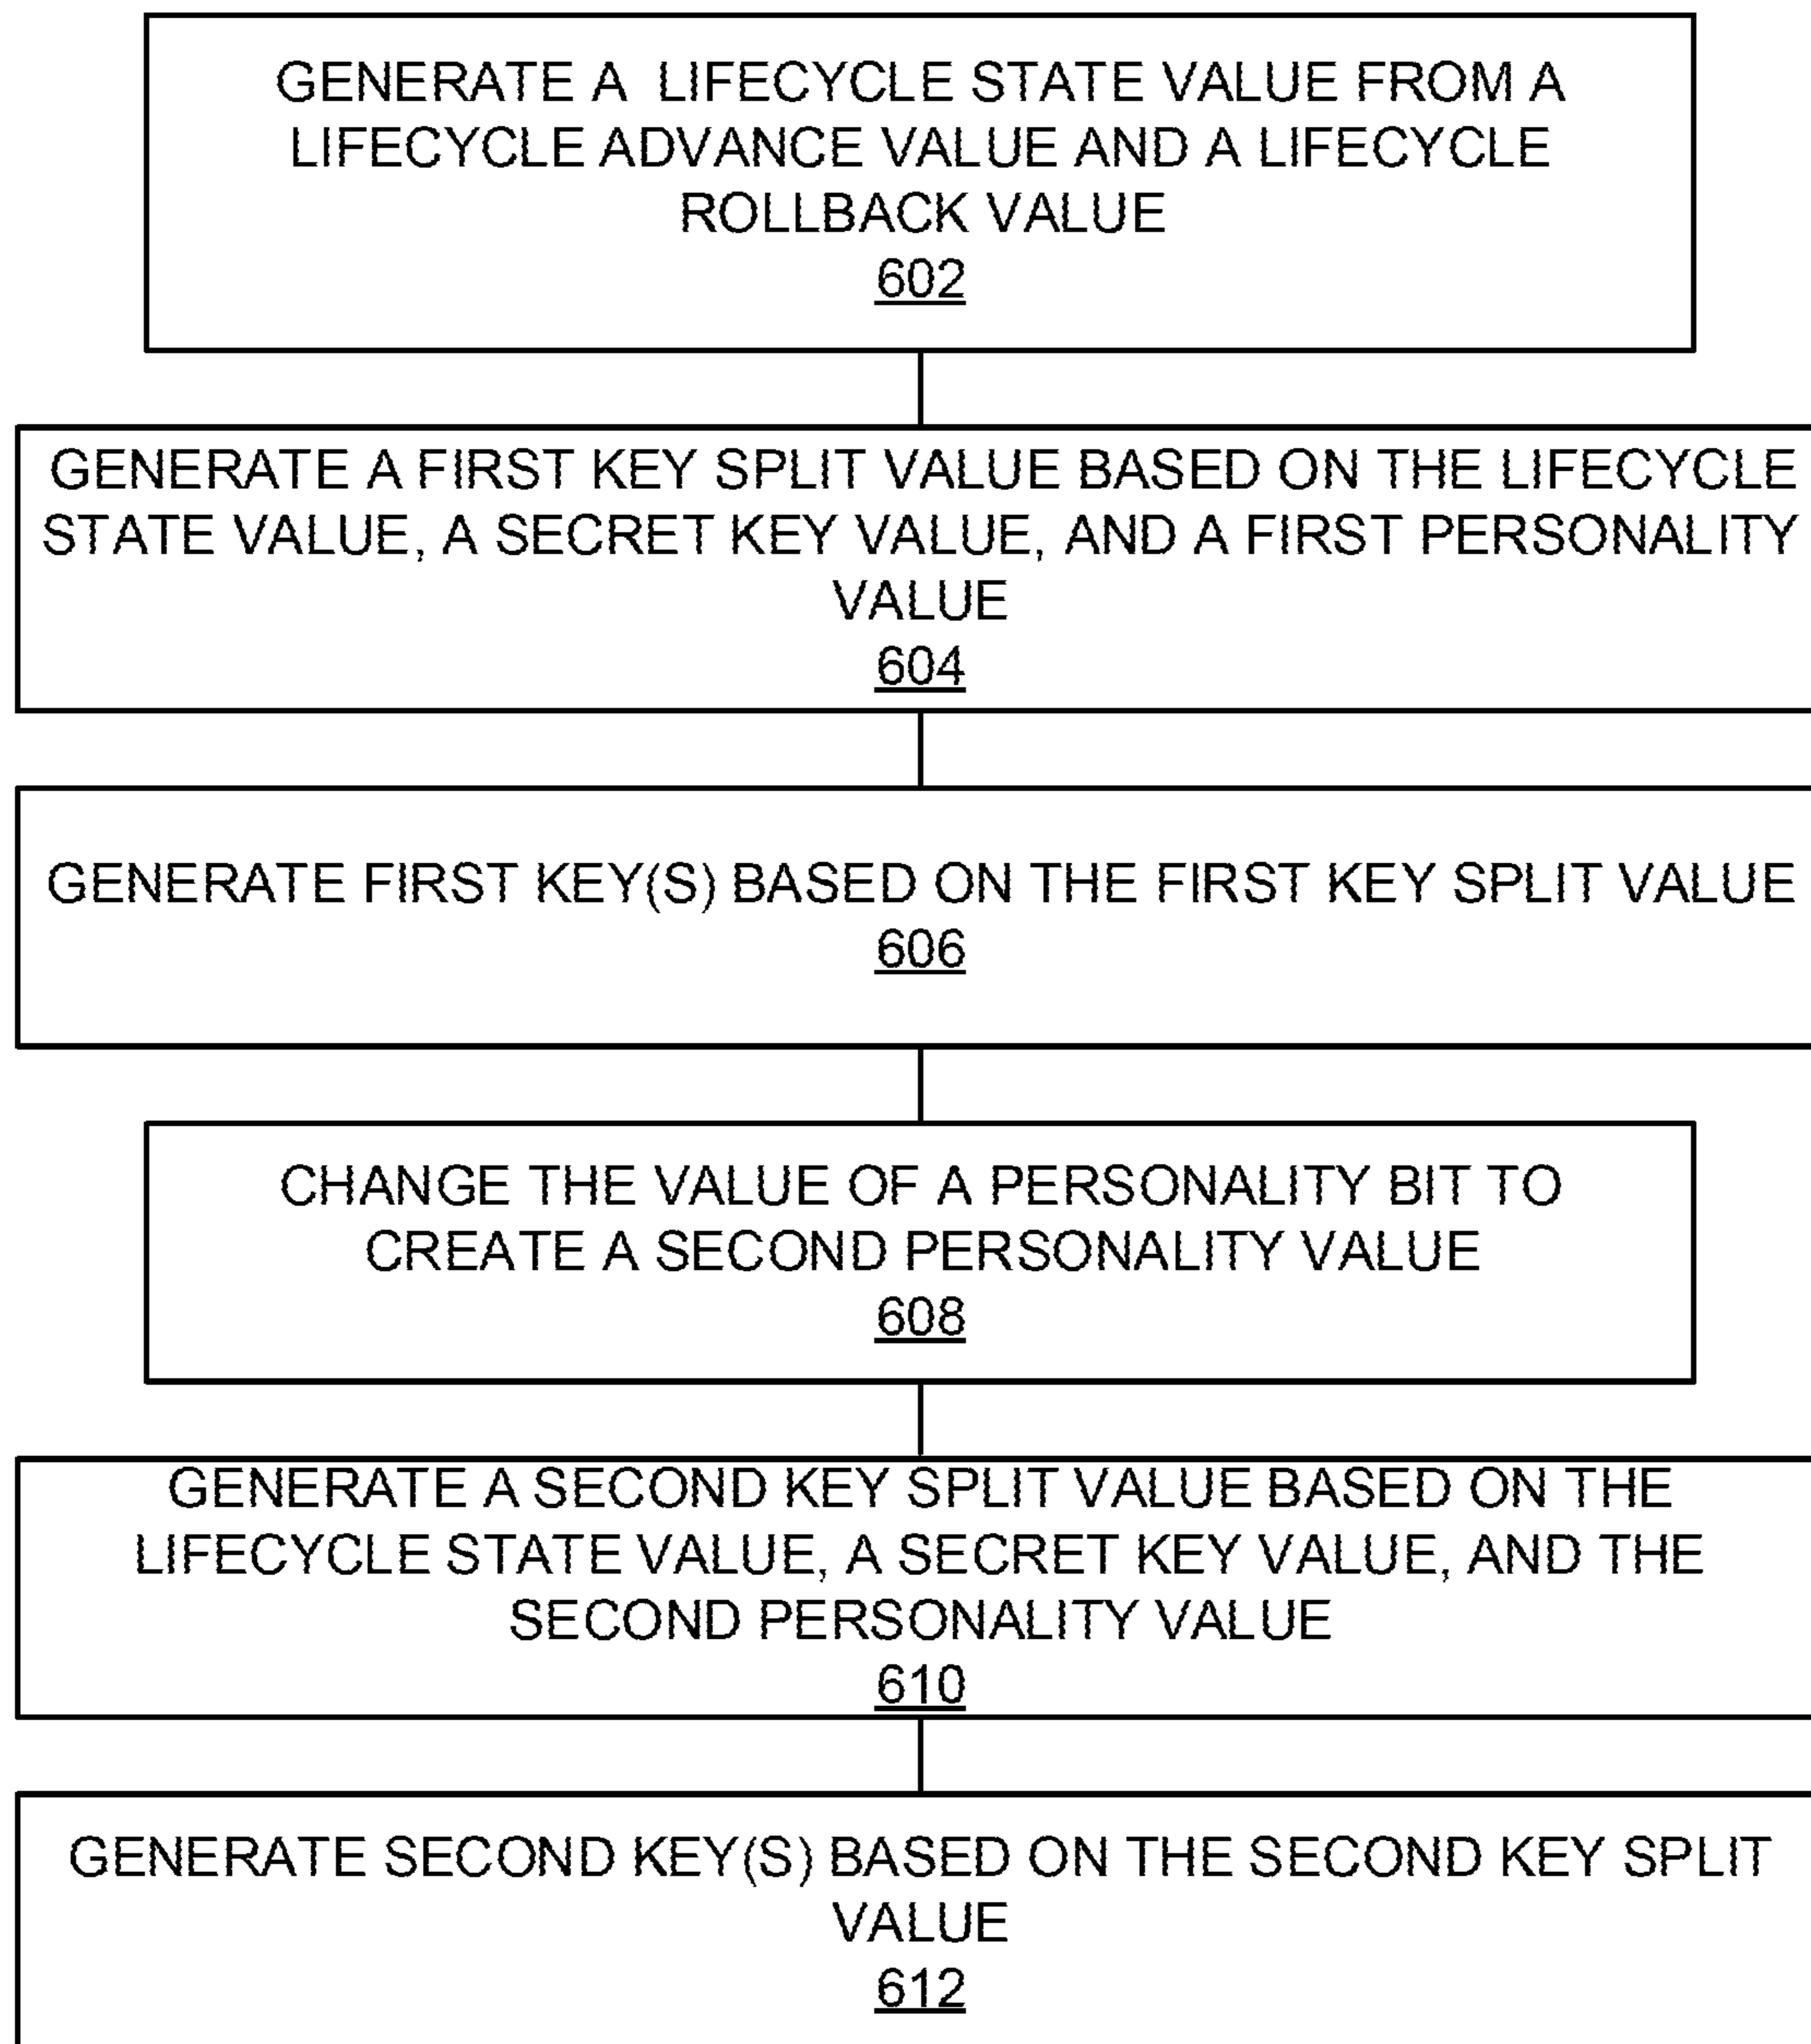 GENERATE A LIFECYCLE STATE VALUE FROM A
LIFECYCLE ADVANCE VALUE AND A LIFECYCLE
ROLLBACK VALUE
602
GENERATE A FIRST KEY SPLIT VALUE BASED ON THE LIFECYCLE
STATE VALUE, A SECRET KEY VALUE, AND A FIRST PERSONALITY
VALUE
604
GENERATE FIRST KEY(S) BASED ON THE FIRST KEY SPLIT VALUE
606
CHANGE THE VALUE OF A PERSONALITY BIT TO
CREATE A SECOND PERSONALITY VALUE
608
GENERATE A SECOND KEY SPLIT VALUE BASED ON THE
LIFECYCLE STATE VALUE, A SECRET KEY VALUE, AND THE
SECOND PERSONALITY VALUE
610
GENERATE SECOND KEY(S) BASED ON THE SECOND KEY SPLIT
VALUE
612